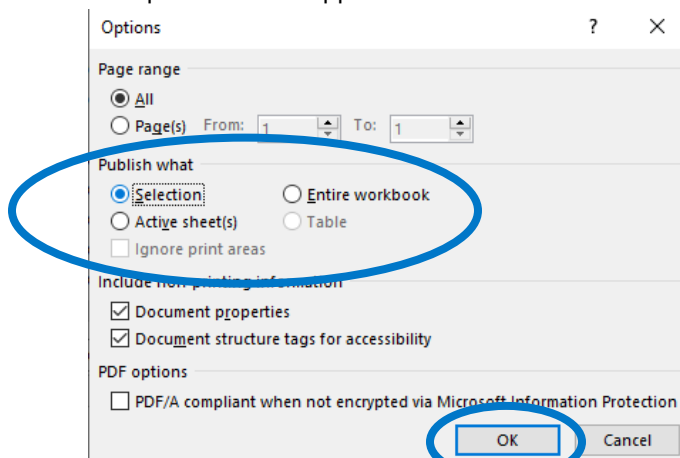 Options ? ×
Page range
All
Page(s) From: 1 To: 1
Publish what
Selection Entire workbook
Active sheet(s) Table
Ignore print areas
Include non-printing information
Document properties
Document structure tags for accessibility
PDF options
PDF/A compliant when not encrypted via Microsoft Information Protection
OK Cancel